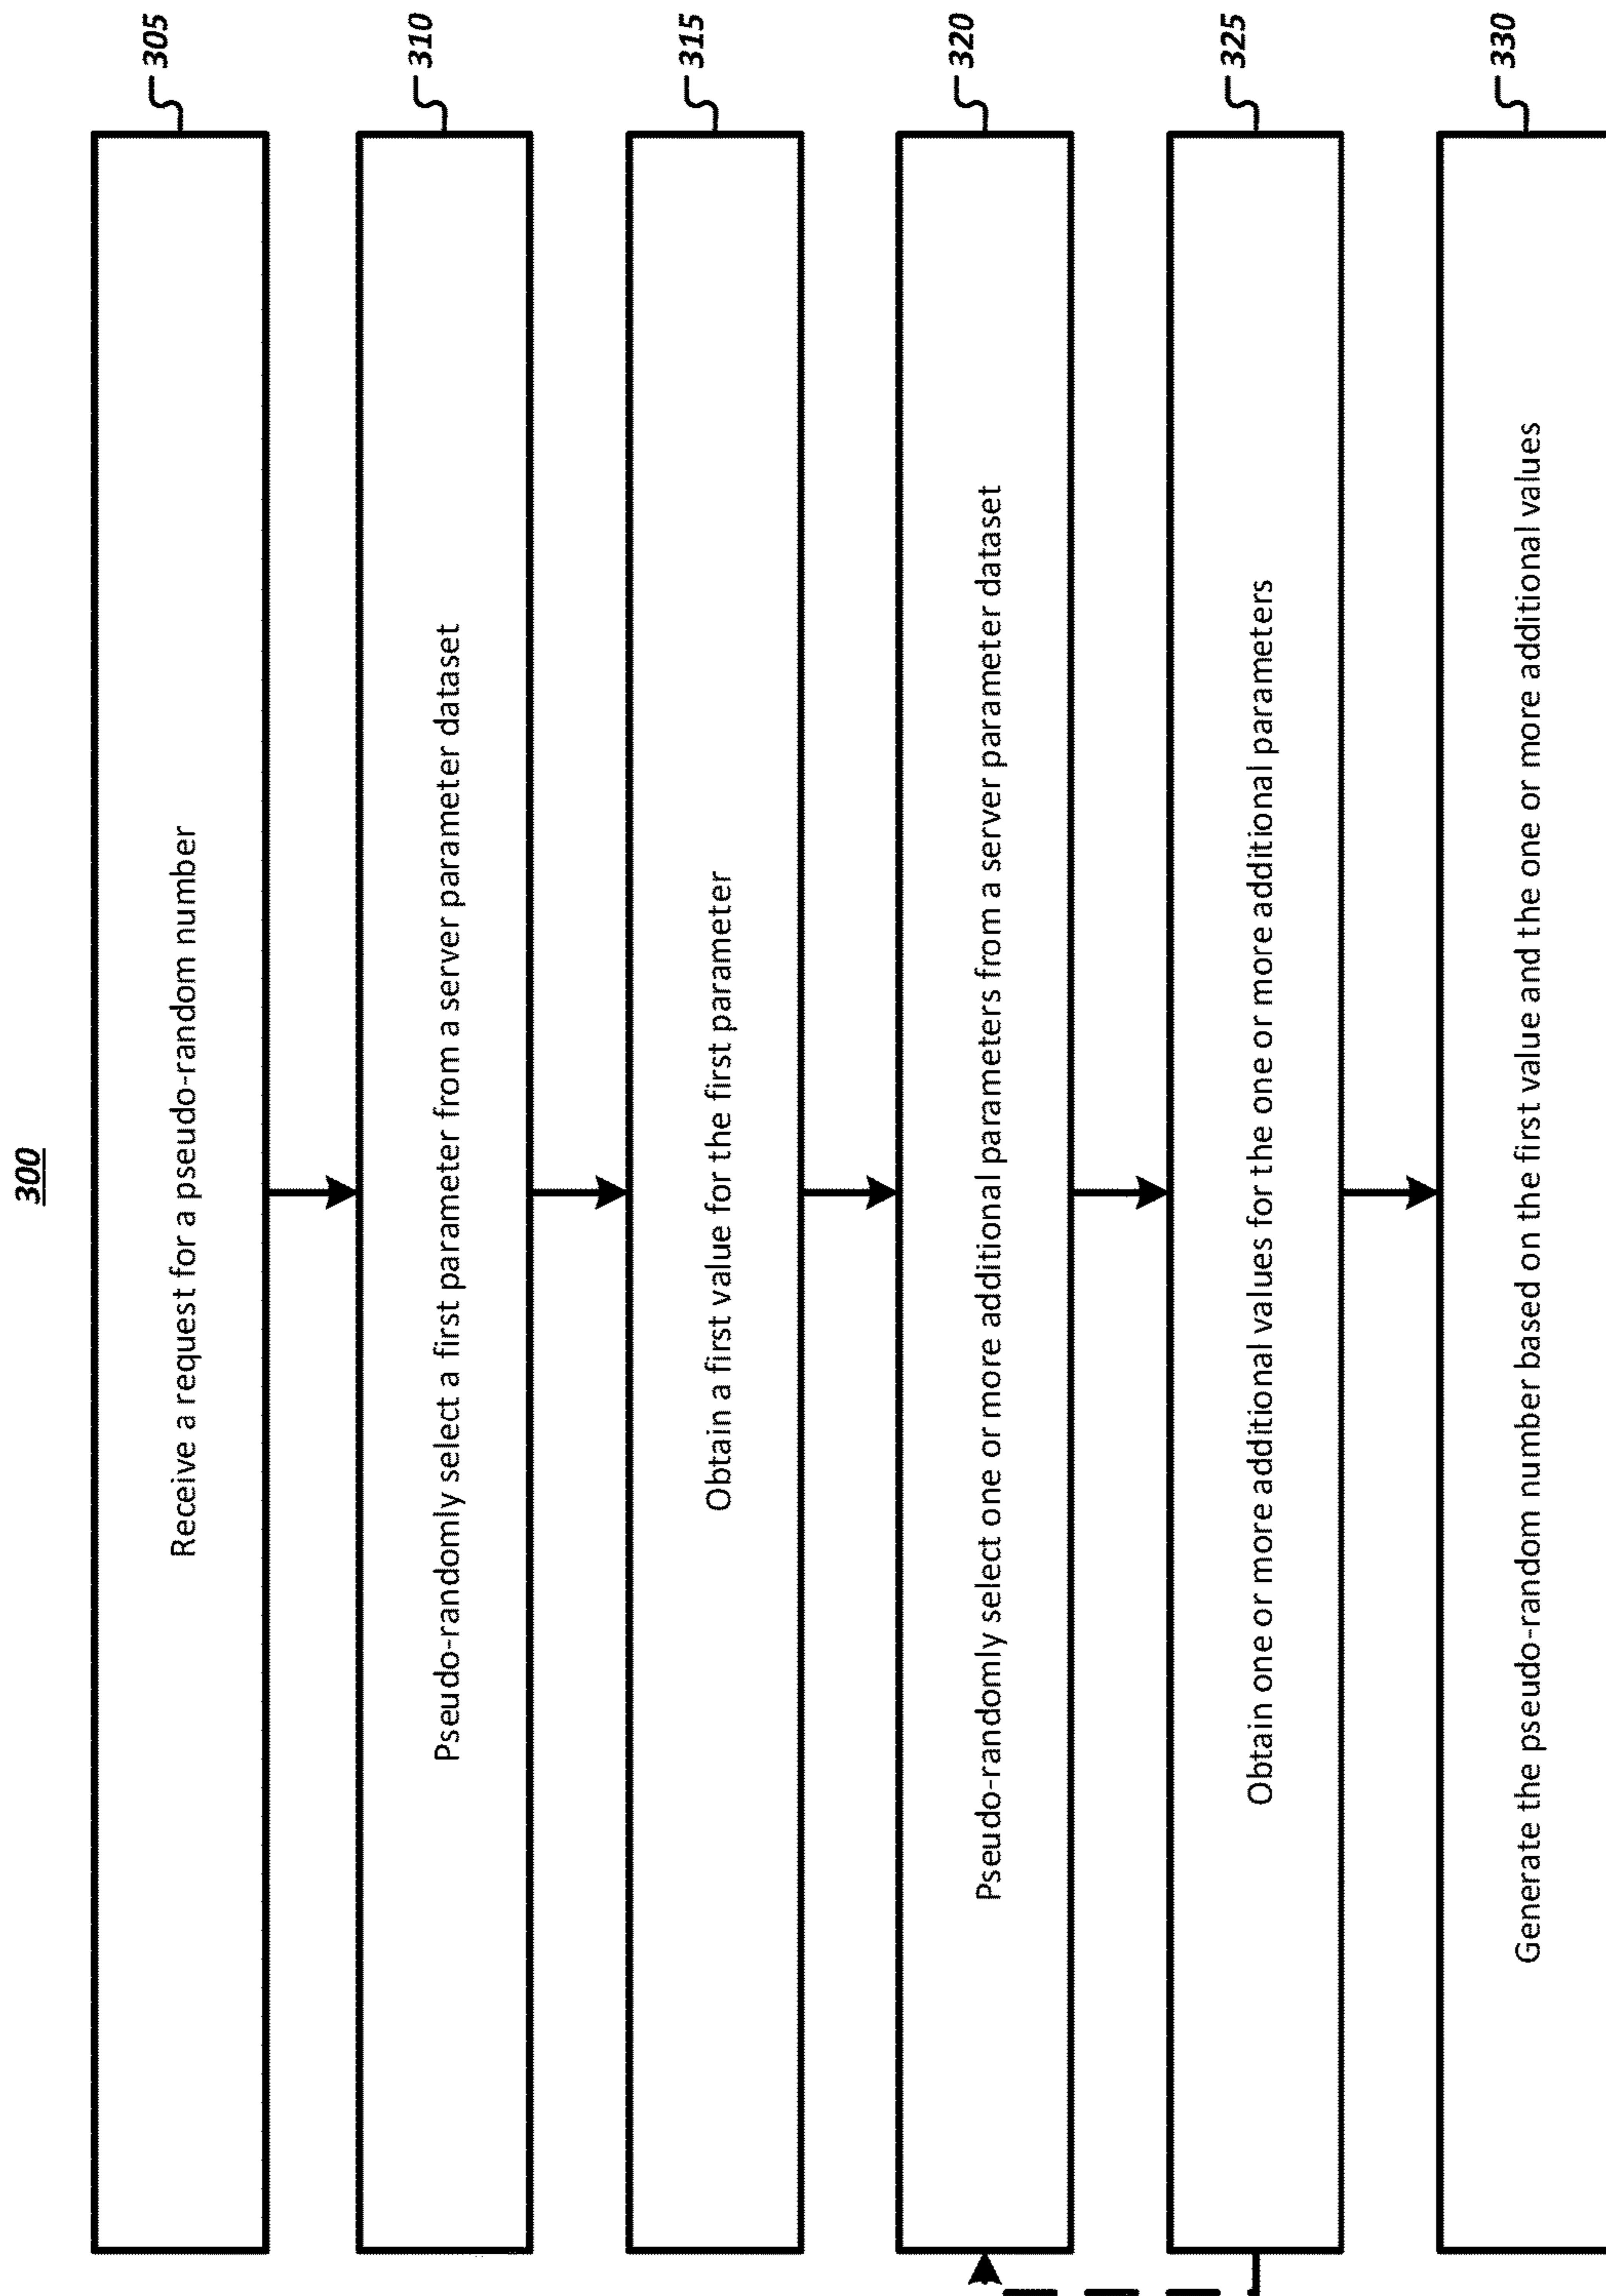 300
Receive a request for a pseudo-random number
305
Pseudo-randomly select a first parameter from a server parameter dataset
310
Obtain a first value for the first parameter
315
Pseudo-randomly select one or more additional parameters from a server parameter dataset
320
Obtain one or more additional values for the one or more additional parameters
325
Generate the pseudo-random number based on the first value and the one or more additional values
330